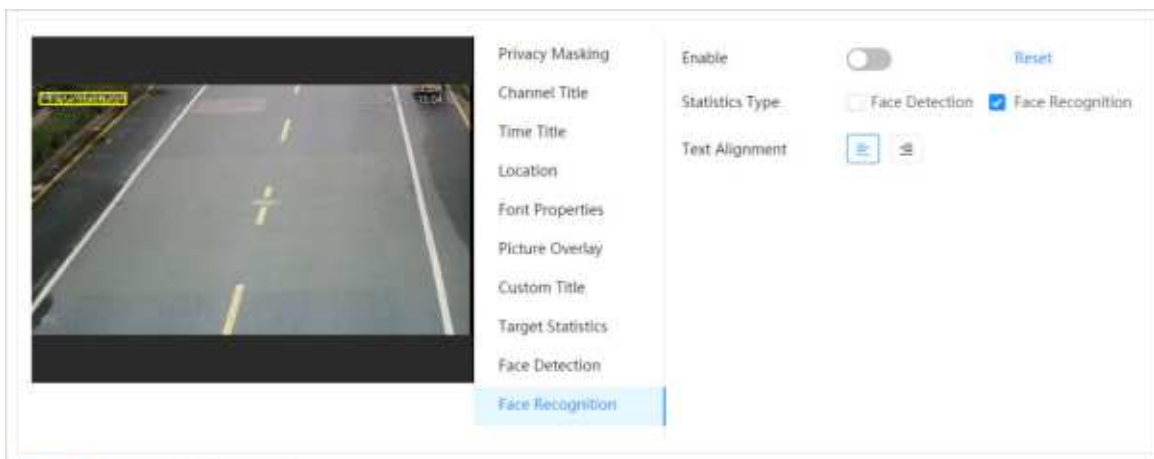 Privacy Masking
Channel Title
Time Title
Location
Font Properties
Picture Overlay
Custom Title
Target Statistics
Face Detection
Face Recognition
Enable
Reset
Statistics Type
Face Detection
Face Recognition
Text Alignment